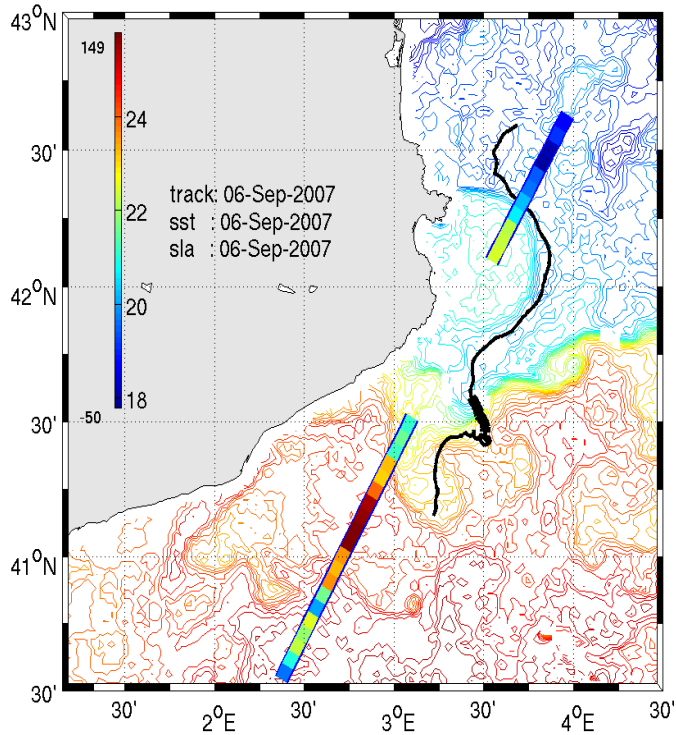 43°N
149
24
30'
track: 06-Sep-2007
sst : 06-Sep-2007
22
sla : 06-Sep-2007
42°N
20
-50
18
30'
41°N
30'
30'
2°E
30'
3°E
30'
4°E
30'